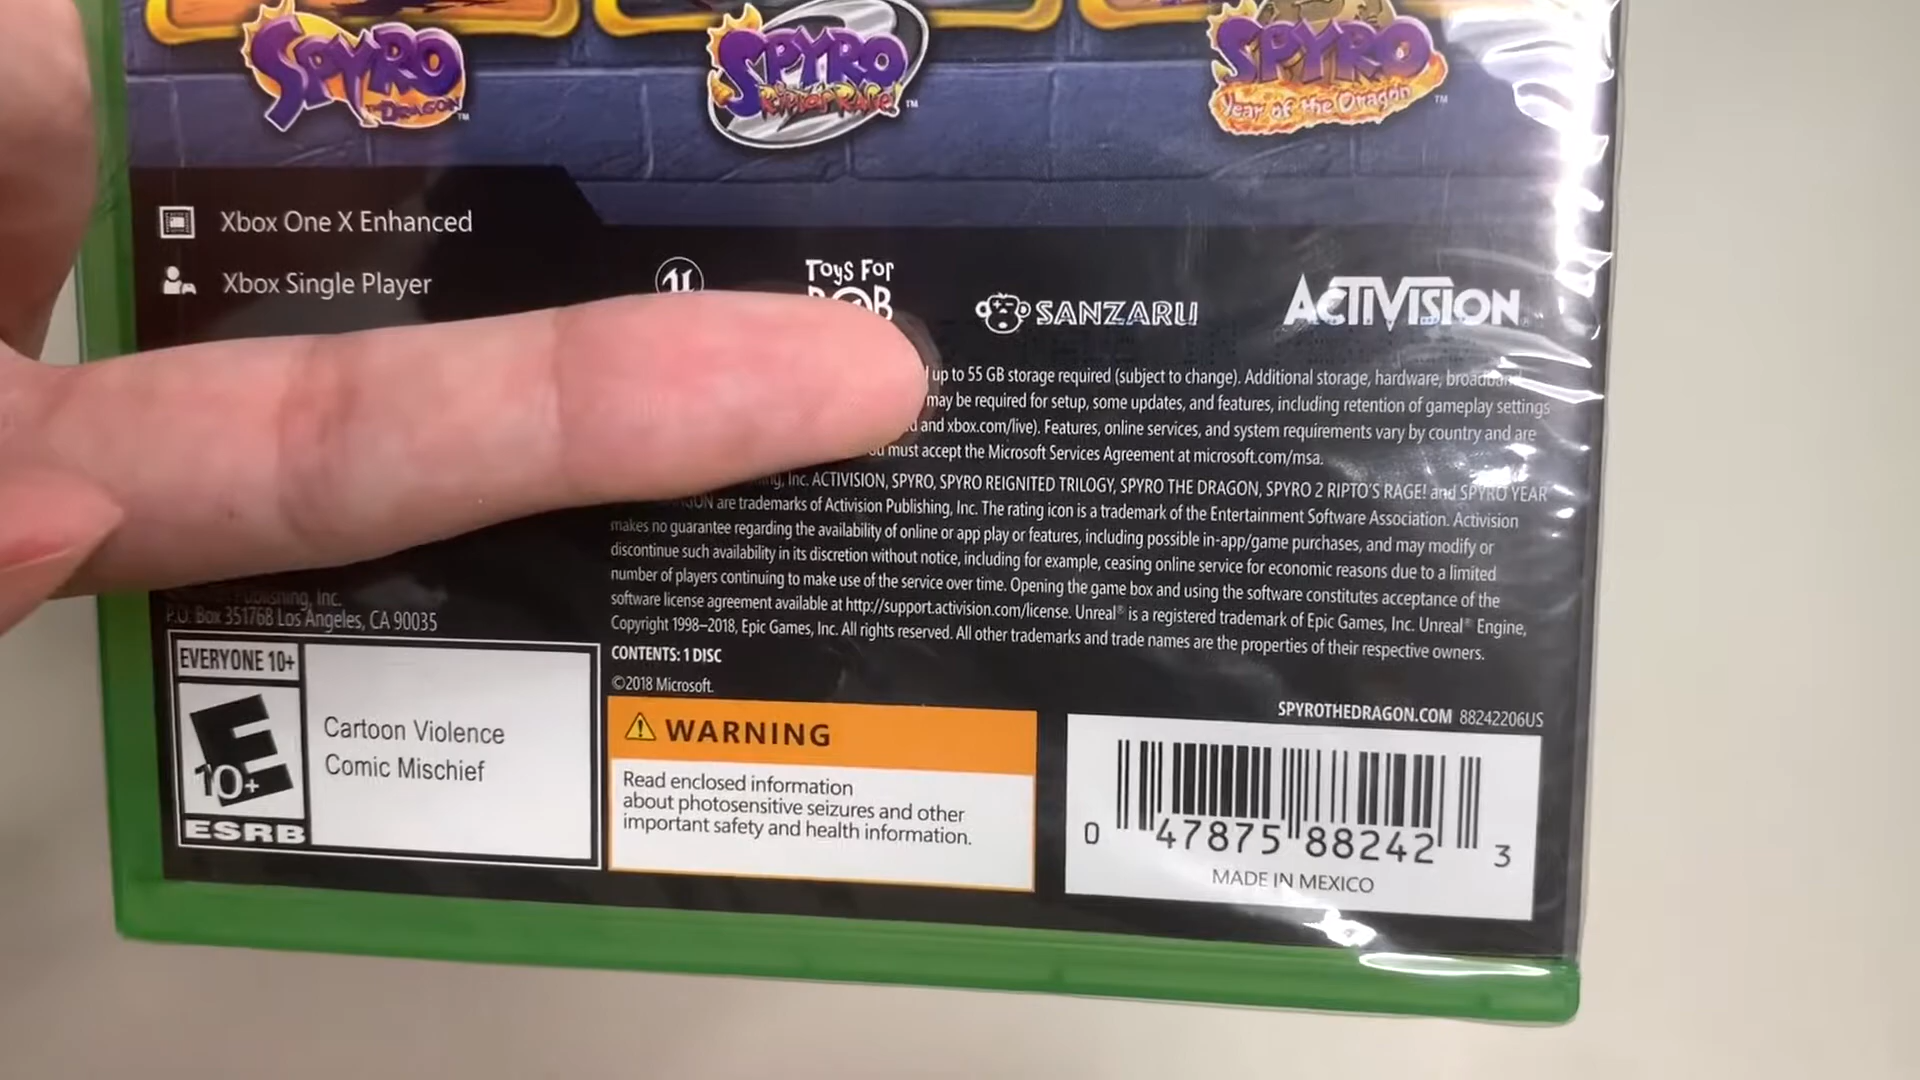 SPYRO THE DRAGON™
SPYRO RIPTO'S RAGE!™
SPYRO Year of the Dragon™
Xbox One X Enhanced
Xbox Single Player
TOYS FOR
BOB
SANZARU
ACTIVISION
up to 55 GB storage required (subject to change). Additional storage, hardware, broadband
may be required for setup, some updates, and features, including retention of gameplay settings
and xbox.com/live). Features, online services, and system requirements vary by country and are
must accept the Microsoft Services Agreement at microsoft.com/msa.
Inc. ACTIVISION, SPYRO, SPYRO REIGNITED TRILOGY, SPYRO THE DRAGON, SPYRO 2 RIPTO'S RAGE! and SPYRO YEAR
are trademarks of Activision Publishing, Inc. The rating icon is a trademark of the Entertainment Software Association. Activision
makes no guarantee regarding the availability of online or app play or features, including possible in-app/game purchases, and may modify or
discontinue such availability in its discretion without notice, including for example, ceasing online service for economic reasons due to a limited
number of players continuing to make use of the service over time. Opening the game box and using the software constitutes acceptance of the
software license agreement available at http://support.activision.com/license. Unreal® is a registered trademark of Epic Games, Inc. Unreal® Engine,
Copyright 1998–2018, Epic Games, Inc. All rights reserved. All other trademarks and trade names are the properties of their respective owners.
CONTENTS: 1 DISC
©2018 Microsoft.
Publishing, Inc.
P.O. Box 351768 Los Angeles, CA 90035
EVERYONE 10+
E
10+
ESRB
Cartoon Violence
Comic Mischief
WARNING
Read enclosed information
about photosensitive seizures and other
important safety and health information.
SPYROTHEDRAGON.COM 88242206US
0 47875 88242 3
MADE IN MEXICO